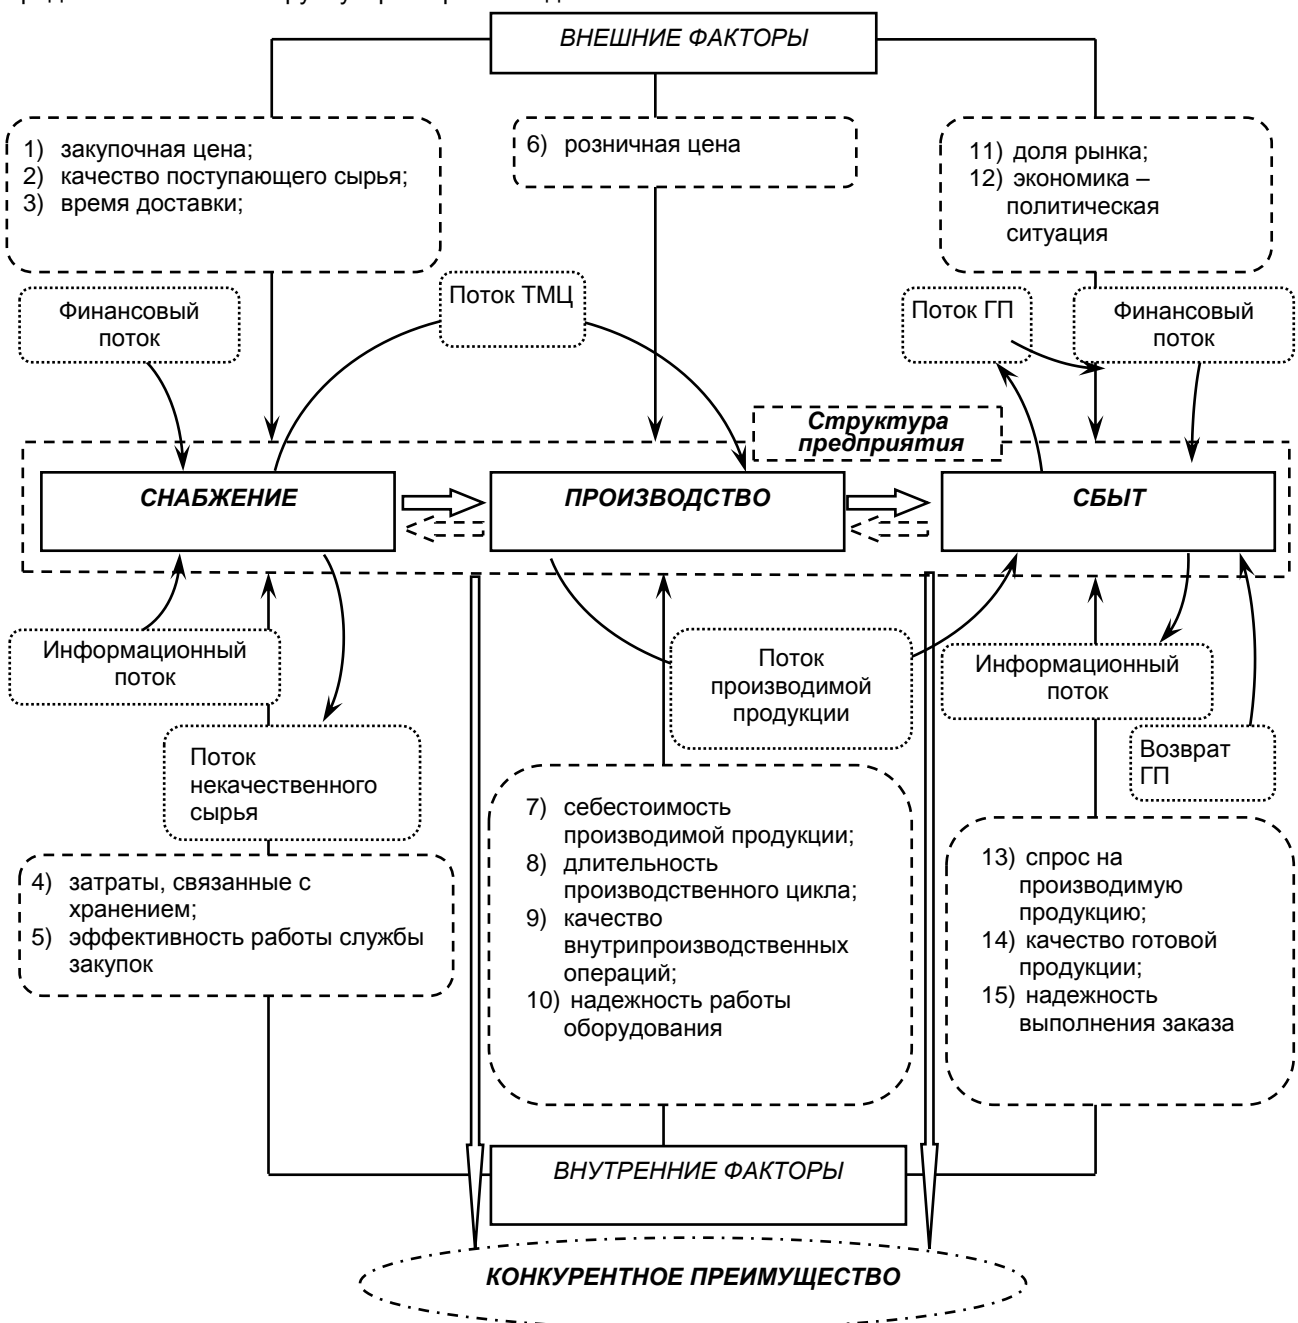 ВНЕШНИЕ ФАКТОРЫ
1) закупочная цена;
2) качество поступающего сырья;
3) время доставки;
6) розничная цена
11) доля рынка;
12) экономика –
политическая
ситуация
Финансовый
поток
Поток ТМЦ
Поток ГП
Финансовый
поток
Структура
предприятия
СНАБЖЕНИЕ
ПРОИЗВОДСТВО
СБЫТ
Информационный
поток
Поток
производимой
продукции
Информационный
поток
Поток
некачественного
сырья
Возврат
ГП
4) затраты, связанные с
хранением;
5) эффективность работы службы
закупок
7) себестоимость
производимой продукции;
8) длительность
производственного цикла;
9) качество
внутрипроизводственных
операций;
10) надежность работы
оборудования
13) спрос на
производимую
продукцию;
14) качество готовой
продукции;
15) надежность
выполнения заказа
ВНУТРЕННИЕ ФАКТОРЫ
КОНКУРЕНТНОЕ ПРЕИМУЩЕСТВО